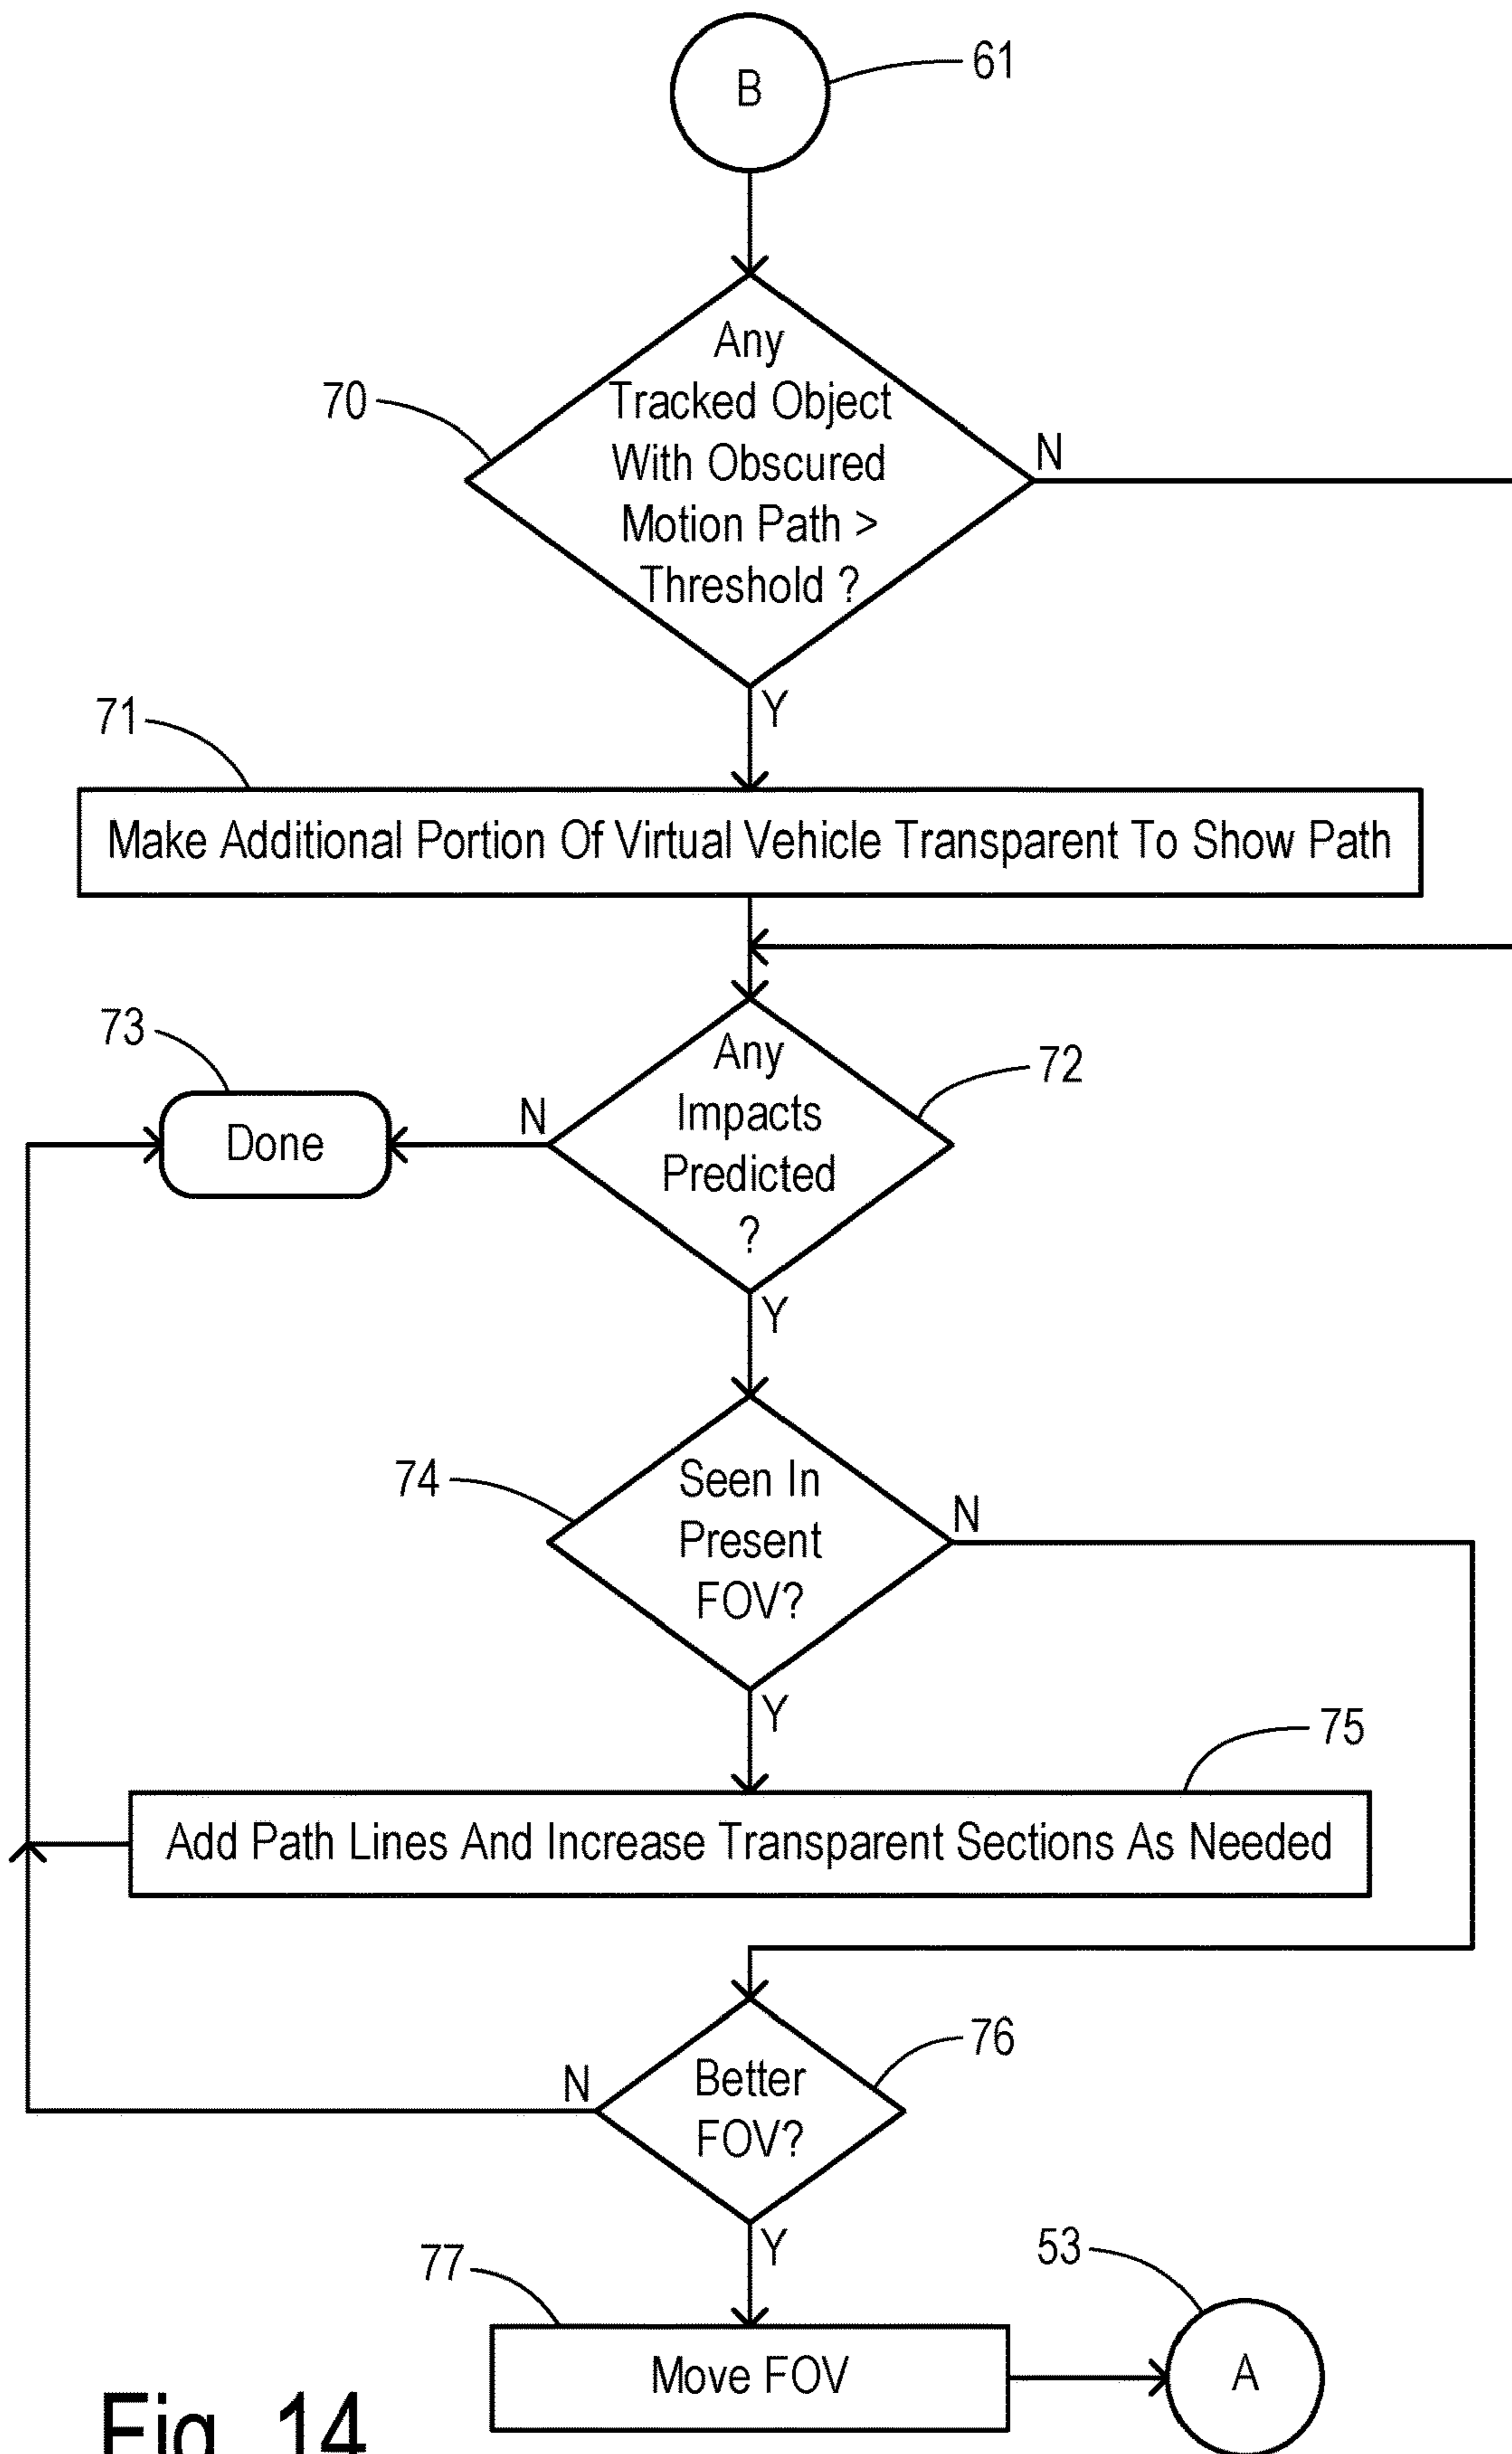 B
61
Any
Tracked Object
With Obscured
Motion Path >
Threshold ?
70
N
Y
71
Make Additional Portion Of Virtual Vehicle Transparent To Show Path
73
Done
N
Any
Impacts
Predicted
?
72
Y
74
Seen In
Present
FOV?
N
Y
75
Add Path Lines And Increase Transparent Sections As Needed
N
Better
FOV?
76
Y
77
Move FOV
53
A
Fig. 14